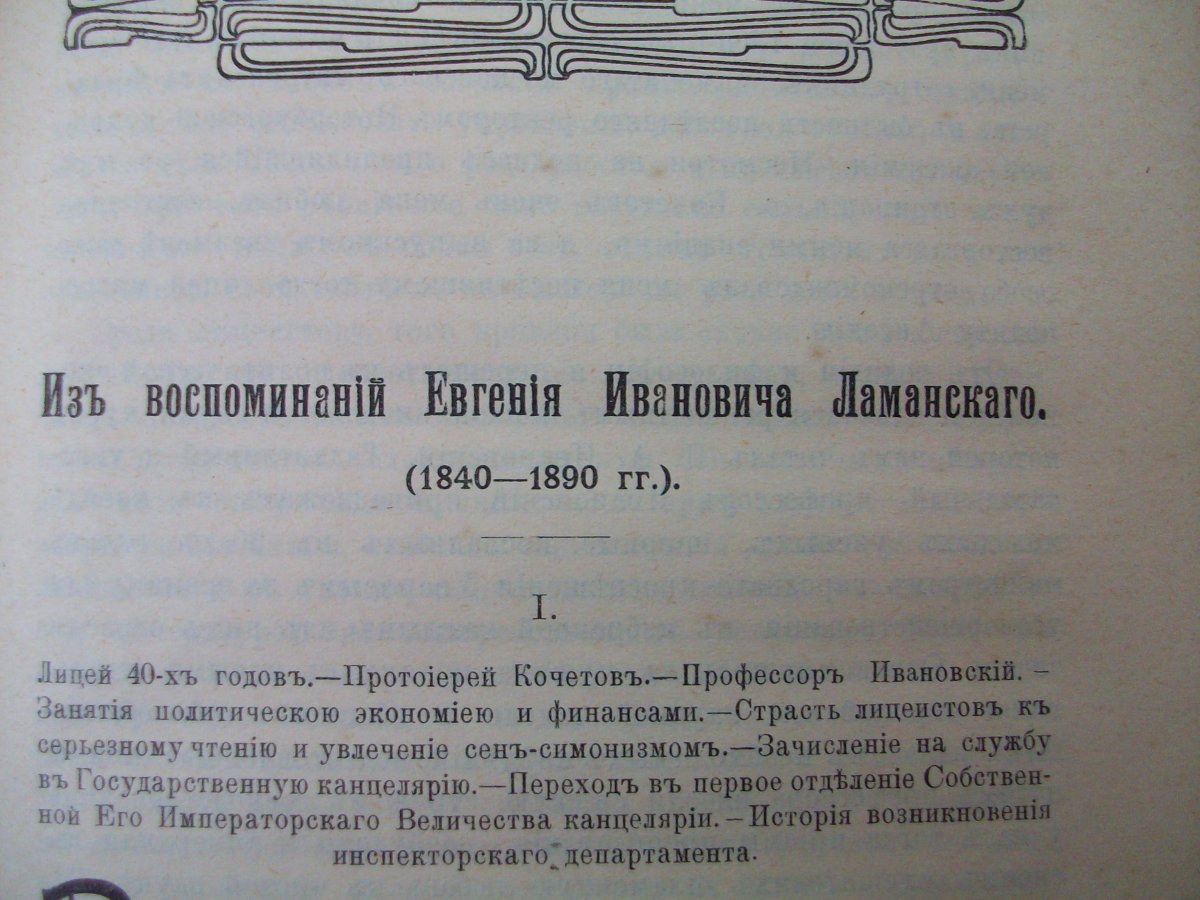 Изъ воспоминаній Евгенія Ивановича Ламанскаго.
(1840—1890 гг.).
I.
Лицей 40-хъ годовъ.—Протоіерей Кочетовъ.—Профессоръ Ивановскій.—
Занятія политическою экономіею и финансами.—Страсть лицеистовъ къ
серьезному чтенію и увлеченіе сенъ-симонизмомъ.—Зачисленіе на службу
въ Государственную канцелярію.—Переходъ въ первое отдѣленіе Собствен-
ной Его Императорскаго Величества канцеляріи.—Исторія возникновенія
инспекторскаго департамента.